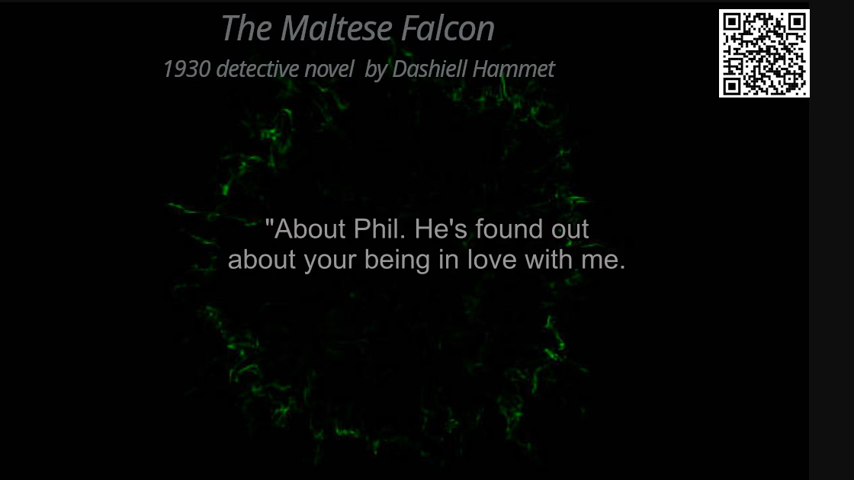 The Maltese Falcon
1930 detective novel by Dashiell Hammet
"About Phil. He's found out
about your being in love with me.